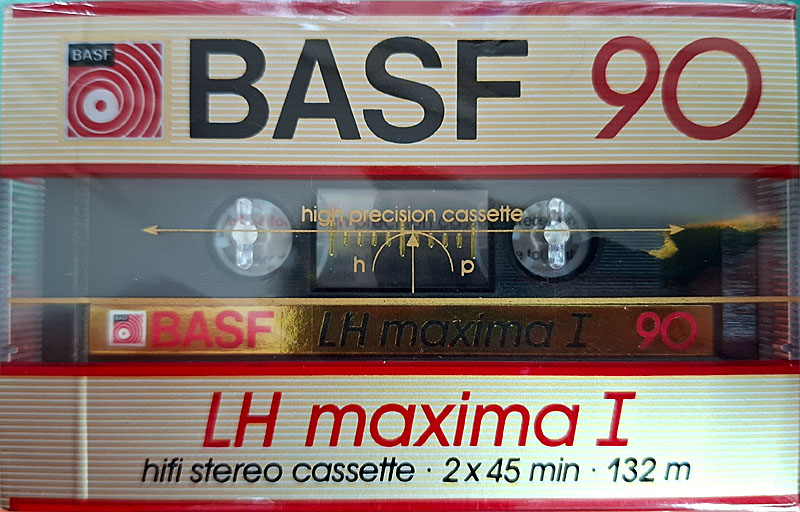 BASF
BASF 90
high precision cassette
h p
BASF
BASF LH maxima I 90
LH maxima I
hifi stereo cassette · 2 x 45 min · 132 m